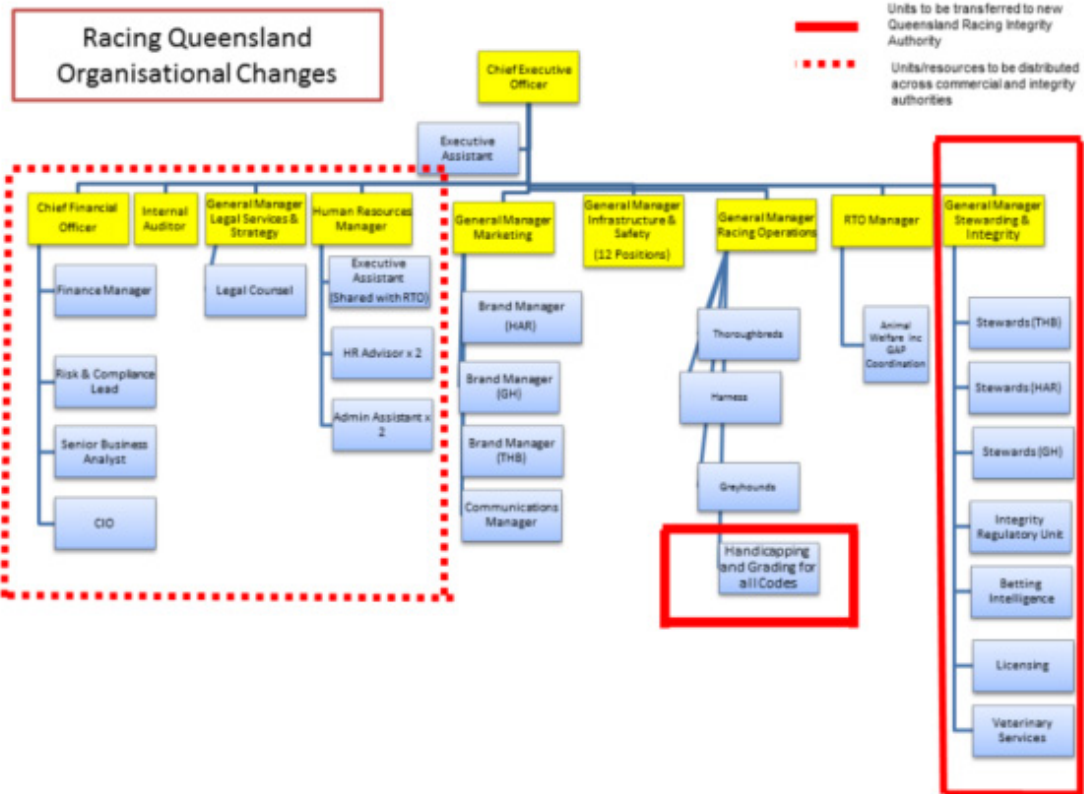 Racing Queensland
Organisational Changes
Units to be transferred to new
Queensland Racing Integrity
Authority
Units/resources to be distributed
across commercial and integrity
authorities
Chief Executive
Officer
Executive
Assistant
Chief Financial
Officer
Internal
Auditor
General Manager
Legal Services &
Strategy
Human Resources
Manager
General Manager
Marketing
General Manager
Infrastructure &
Safety
(12 Positions)
General Manager
Racing Operations
RTO Manager
General Manager
Stewarding &
Integrity
Finance Manager
Risk & Compliance
Lead
Senior Business
Analyst
CIO
Legal Counsel
Executive
Assistant
(Shared with RTO)
HR Advisor x 2
Admin Assistant x
2
Brand Manager
(HAR)
Brand Manager
(GH)
Brand Manager
(THB)
Communications
Manager
Thoroughbreds
Harness
Greyhounds
Handicapping
and Grading for
all Codes
Animal
Welfare inc
GAP
Coordination
Stewards (THB)
Stewards (HAR)
Stewards (GH)
Integrity
Regulatory Unit
Betting
Intelligence
Licensing
Veterinary
Services